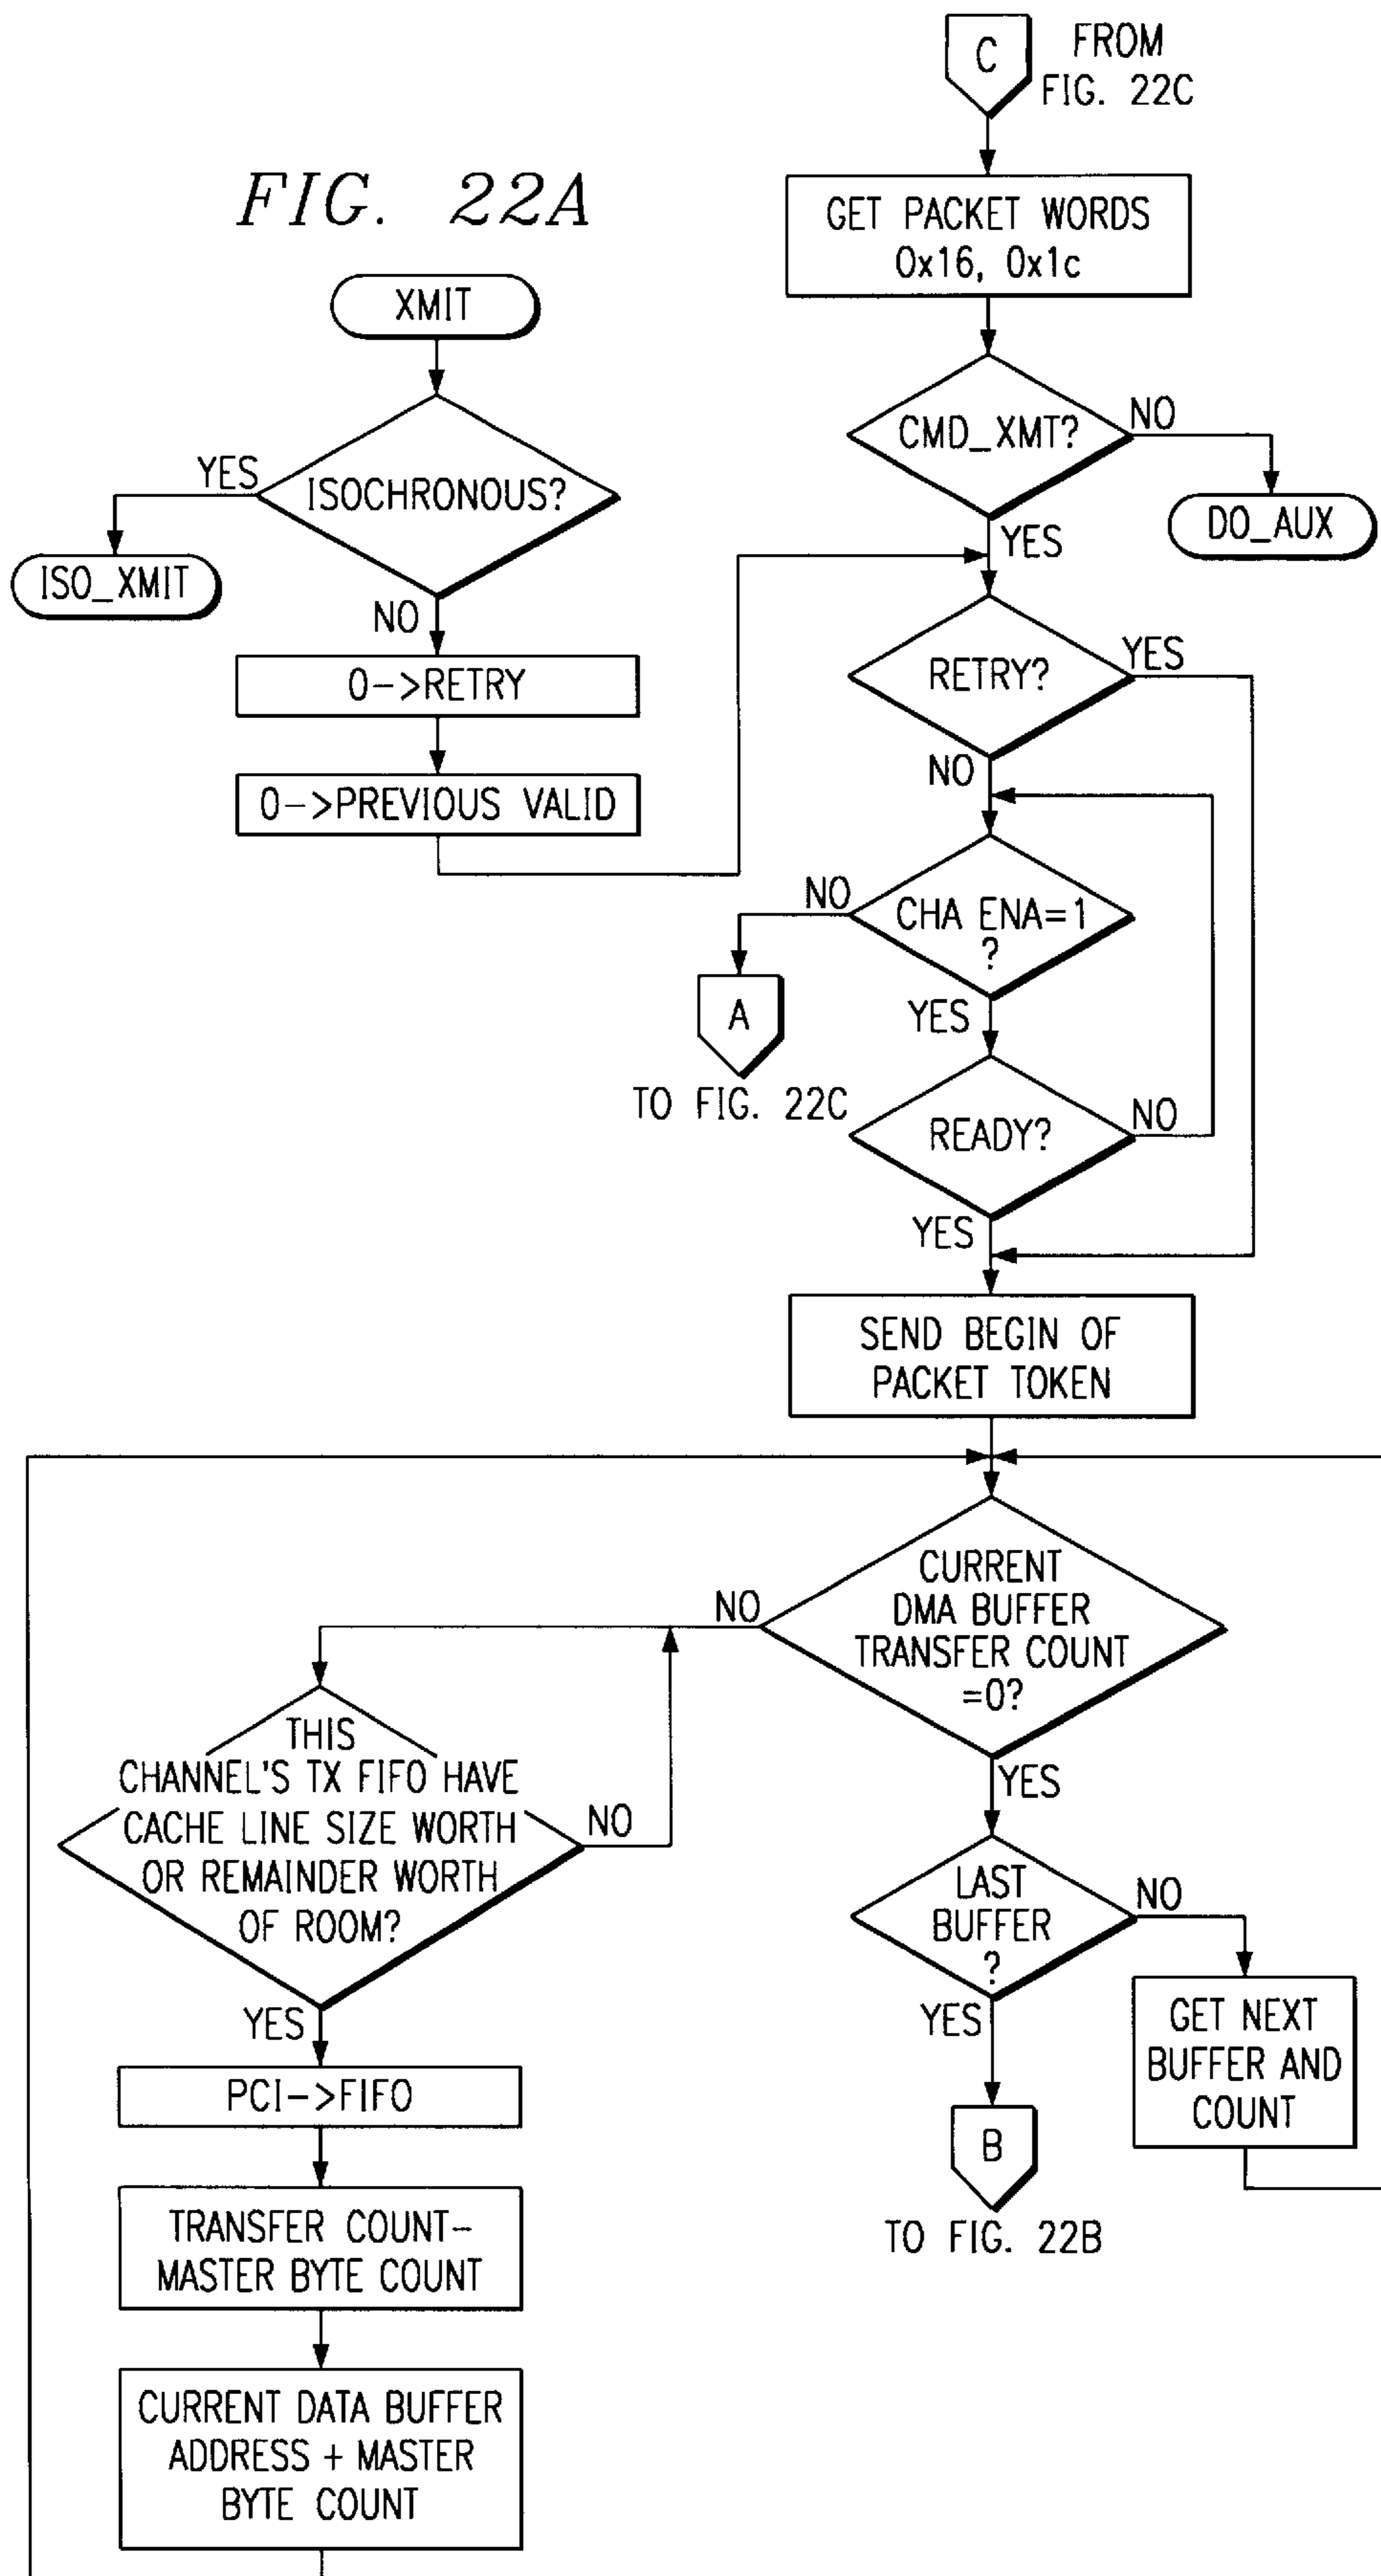 FIG. 22A
XMIT
ISOCHRONOUS?
YES
ISO_XMIT
NO
0->RETRY
0->PREVIOUS VALID
C
FROM
FIG. 22C
GET PACKET WORDS
0x16, 0x1c
CMD_XMT?
NO
DO_AUX
YES
RETRY?
YES
NO
CHA ENA=1
?
NO
A
TO FIG. 22C
YES
READY?
NO
YES
SEND BEGIN OF
PACKET TOKEN
CURRENT
DMA BUFFER
TRANSFER COUNT
=0?
NO
THIS
CHANNEL'S TX FIFO HAVE
CACHE LINE SIZE WORTH
OR REMAINDER WORTH
OF ROOM?
NO
YES
PCI->FIFO
TRANSFER COUNT-
MASTER BYTE COUNT
CURRENT DATA BUFFER
ADDRESS + MASTER
BYTE COUNT
YES
LAST
BUFFER
?
NO
GET NEXT
BUFFER AND
COUNT
YES
B
TO FIG. 22B